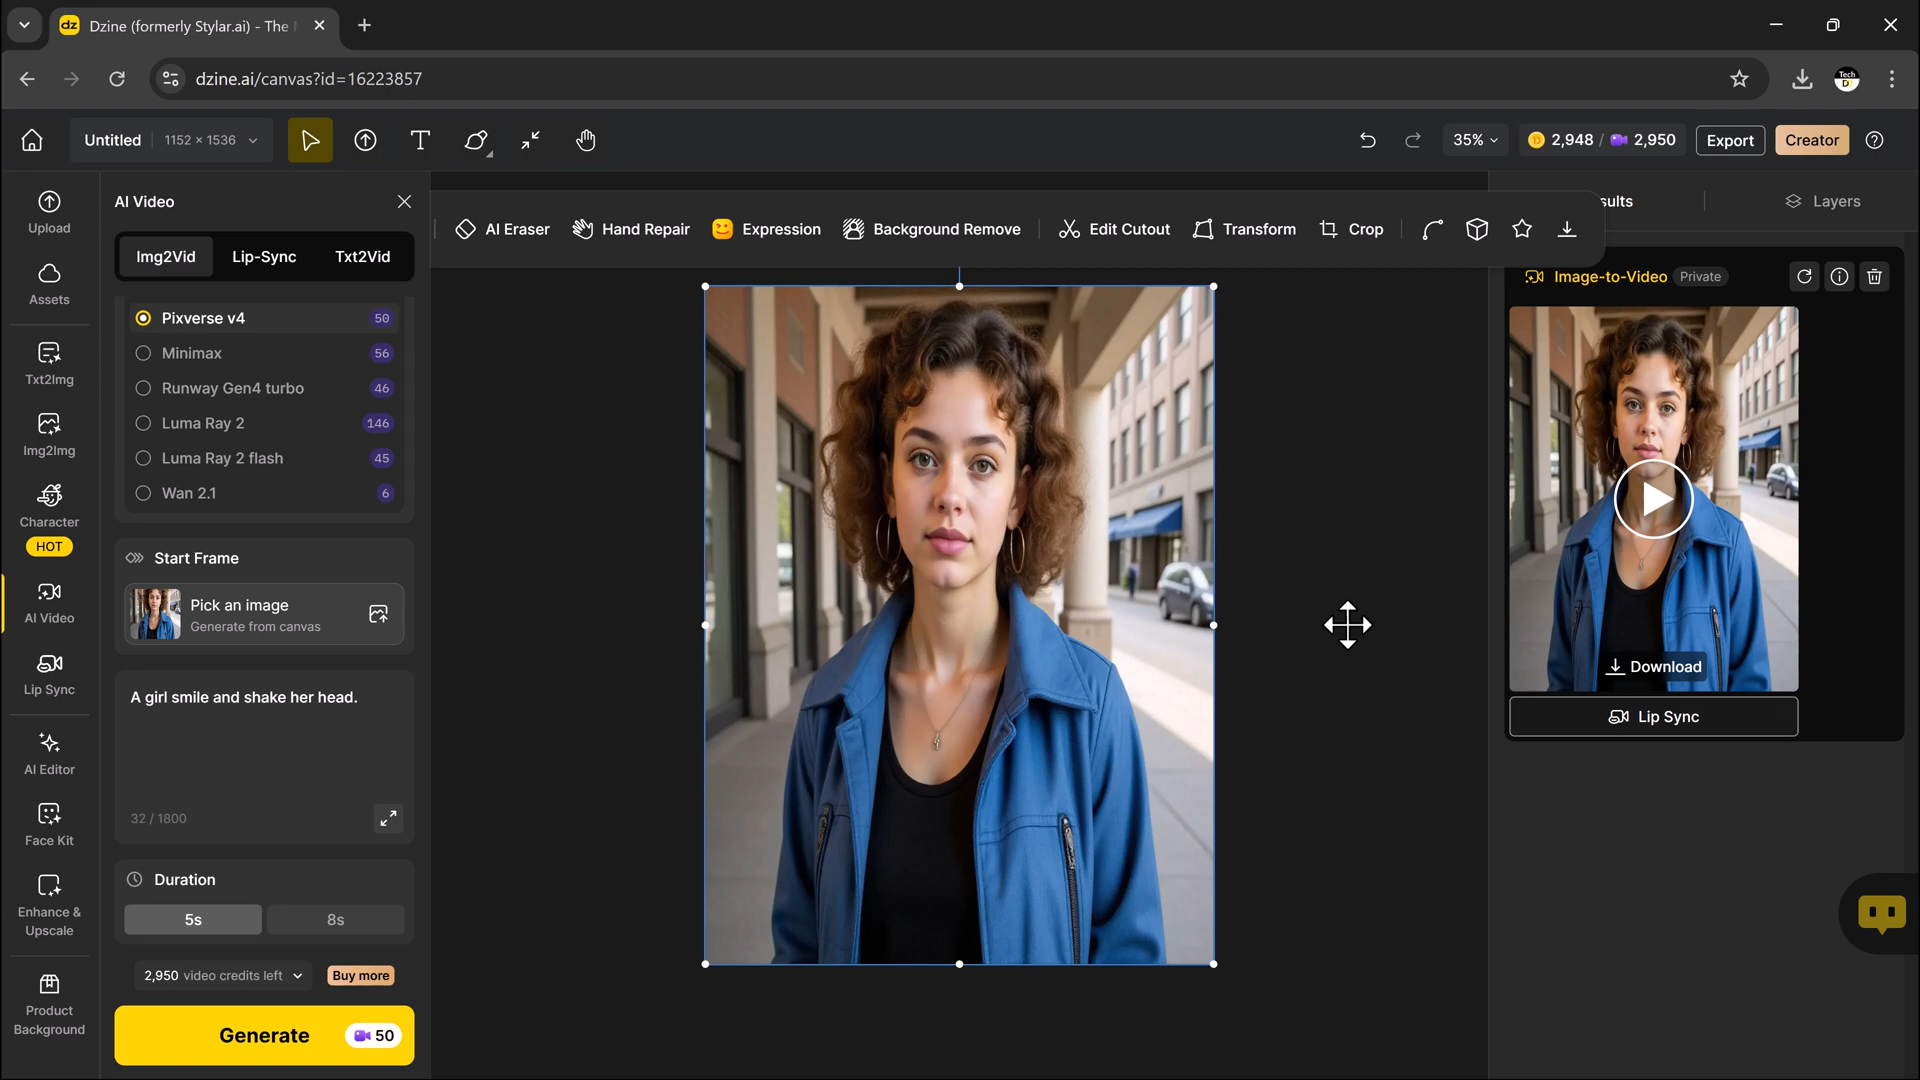 dz Dzine (formerly Stylar.ai) - The
dzine.ai/canvas?id=16223857
Tech
D
Untitled 1152 × 1536
35%
2,948 / 2,950
Export
Creator
Upload
Assets
Txt2Img
Img2Img
Character
HOT
AI Video
Lip Sync
AI Editor
Face Kit
Enhance &
Upscale
Product
Background
AI Video
Img2Vid Lip-Sync Txt2Vid
Pixverse v4 50
Minimax 56
Runway Gen4 turbo 46
Luma Ray 2 146
Luma Ray 2 flash 45
Wan 2.1 6
Start Frame
Pick an image
Generate from canvas
A girl smile and shake her head.
32 / 1800
Duration
5s 8s
2,950 video credits left Buy more
Generate 50
AI Eraser Hand Repair Expression Background Remove Edit Cutout Transform Crop
sults Layers
Image-to-Video Private
Download
Lip Sync